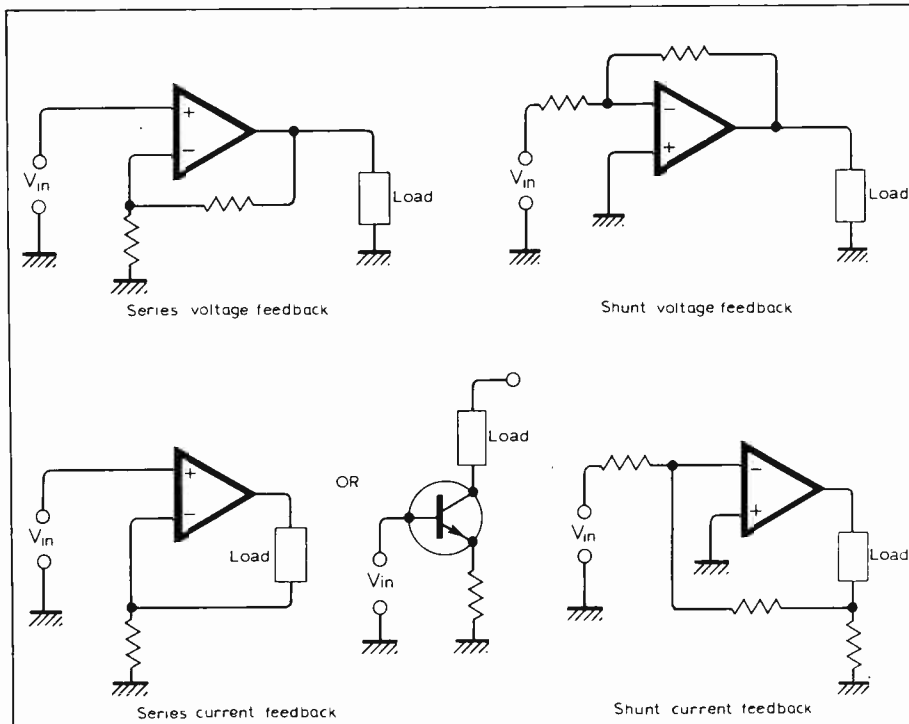 +
−
Vin
Load
Series voltage feedback
−
+
Vin
Load
Shunt voltage feedback
+
−
Vin
Load
Series current feedback
OR
Load
Vin
−
+
Vin
Load
Shunt current feedback